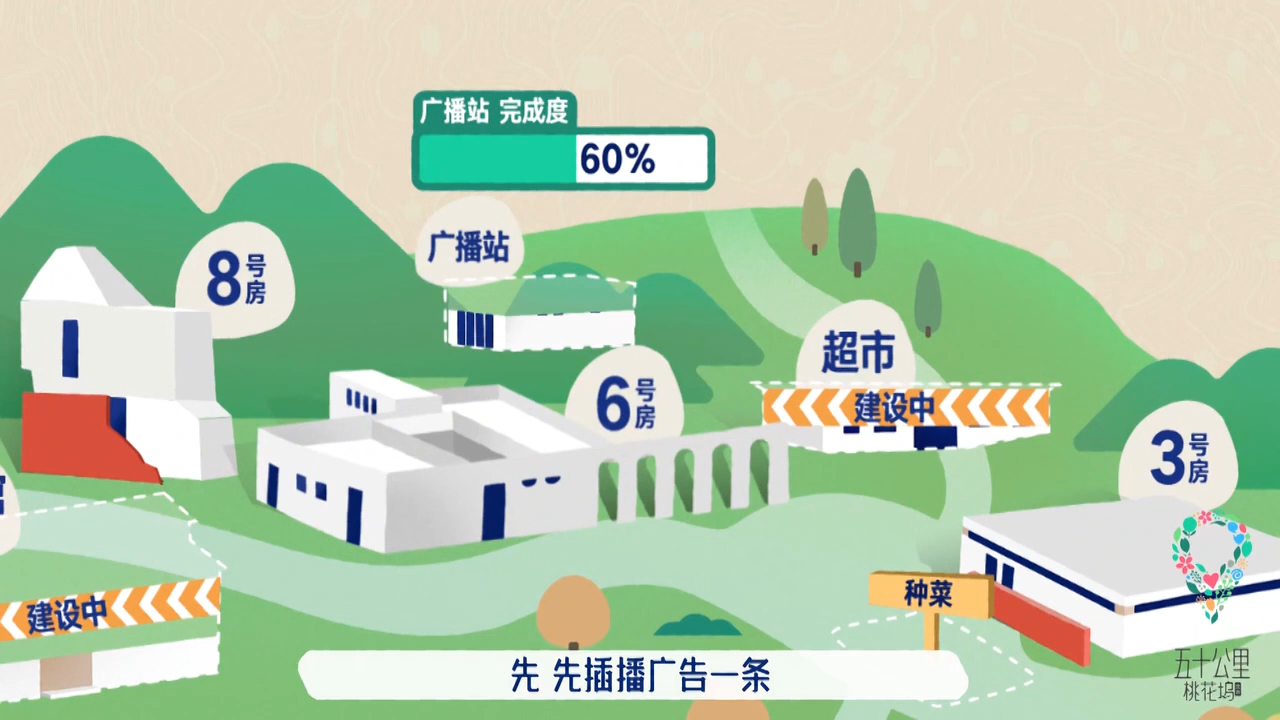 广播站 完成度
60%
广播站
8号房
超市
建设中
6号房
3号房
建设中
种菜
先 先插播广告一条
五十公里
桃花坞